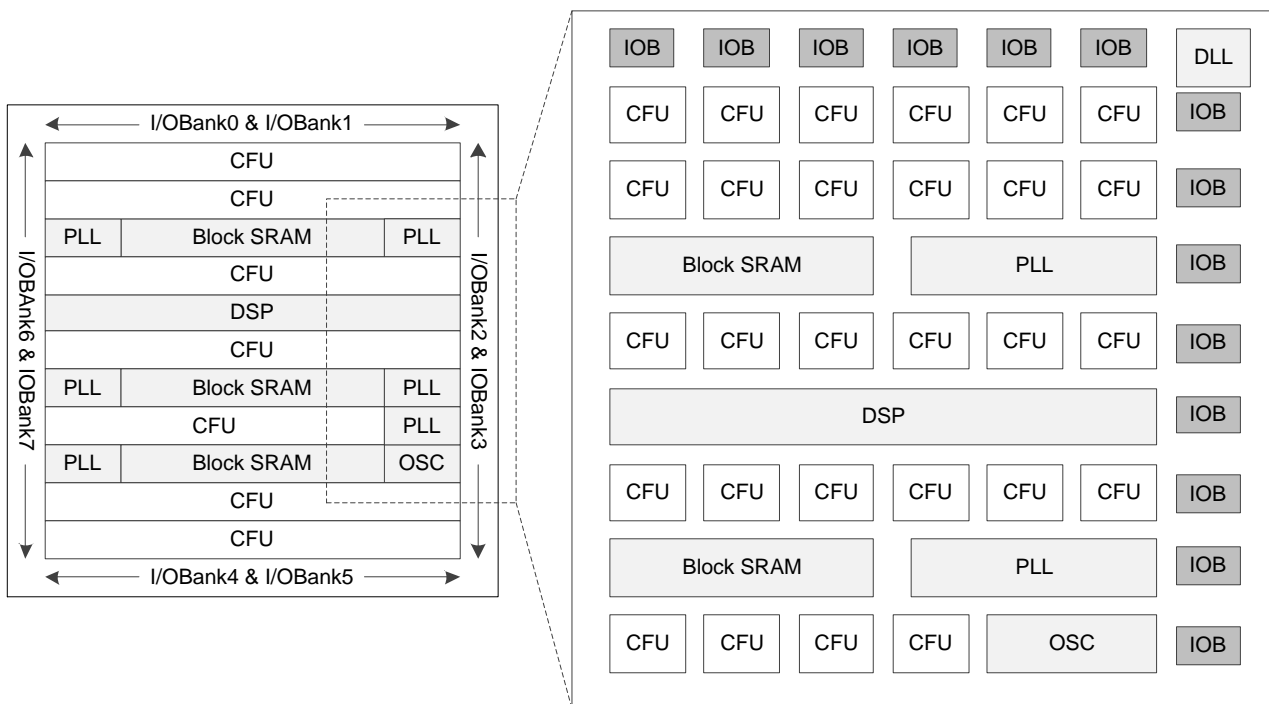 I/OBank0 & I/OBank1
I/OBAnk6 & IOBank7
I/OBank2 & IOBank3
CFU
CFU
PLL Block SRAM PLL
CFU
DSP
CFU
PLL Block SRAM PLL
CFU PLL
PLL Block SRAM OSC
CFU
CFU
I/OBank4 & I/OBank5
IOB IOB IOB IOB IOB IOB DLL
CFU CFU CFU CFU CFU CFU IOB
CFU CFU CFU CFU CFU CFU IOB
Block SRAM PLL IOB
CFU CFU CFU CFU CFU CFU IOB
DSP IOB
CFU CFU CFU CFU CFU CFU IOB
Block SRAM PLL IOB
CFU CFU CFU CFU OSC IOB